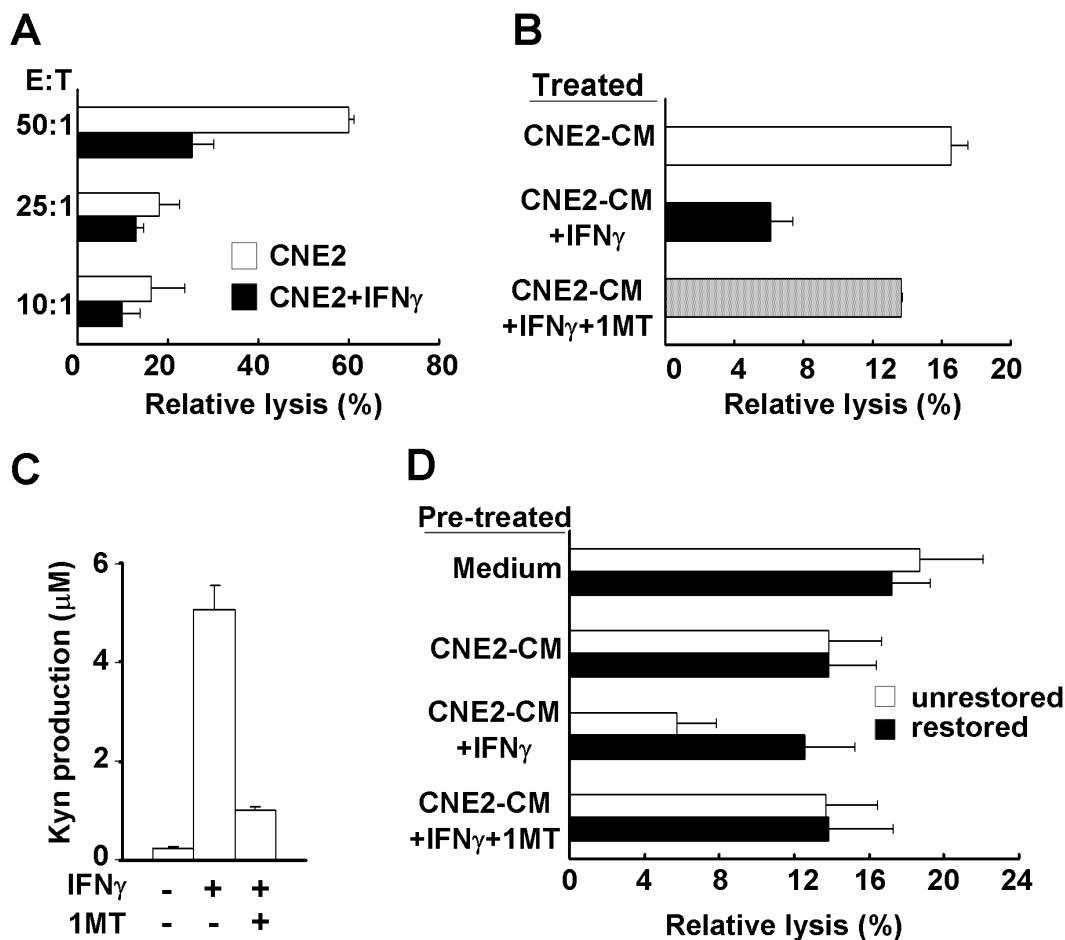 A
E:T
50:1
25:1
10:1
CNE2
CNE2+IFNγ
0 20 40 60 80
Relative lysis (%)
B
Treated
CNE2-CM
CNE2-CM
+IFNγ
CNE2-CM
+IFNγ+1MT
0 4 8 12 16 20
Relative lysis (%)
C
Kyn production (μM)
6
4
2
0
IFNγ - + +
1MT - - +
D
Pre-treated
Medium
CNE2-CM
CNE2-CM
+IFNγ
CNE2-CM
+IFNγ+1MT
unrestored
restored
0 4 8 12 16 20 24
Relative lysis (%)